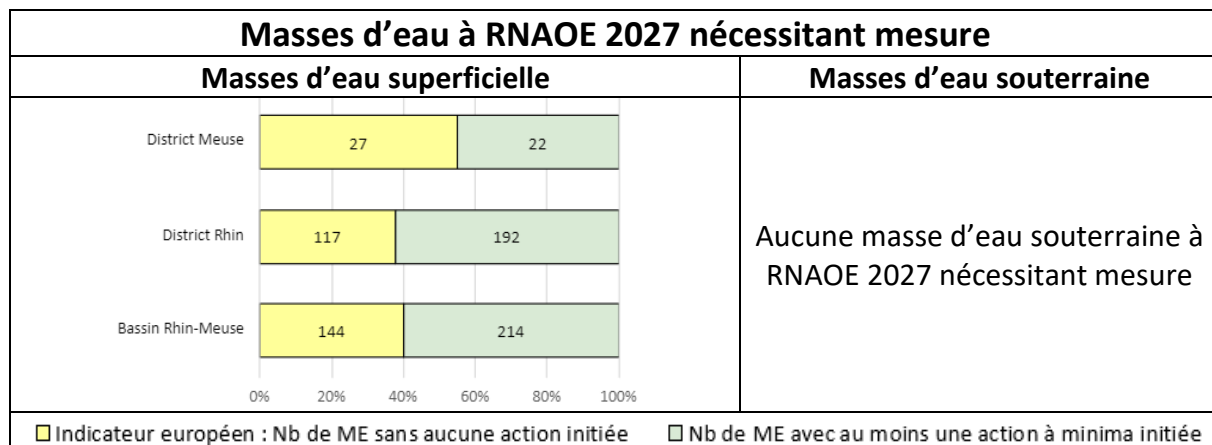 Masses d’eau à RNAOE 2027 nécessitant mesure
Masses d’eau superficielle
Masses d’eau souterraine
District Meuse
27
22
District Rhin
117
192
Bassin Rhin-Meuse
144
214
0%
20%
40%
60%
80%
100%
Aucune masse d’eau souterraine à
RNAOE 2027 nécessitant mesure
Indicateur européen : Nb de ME sans aucune action initiée
Nb de ME avec au moins une action à minima initiée